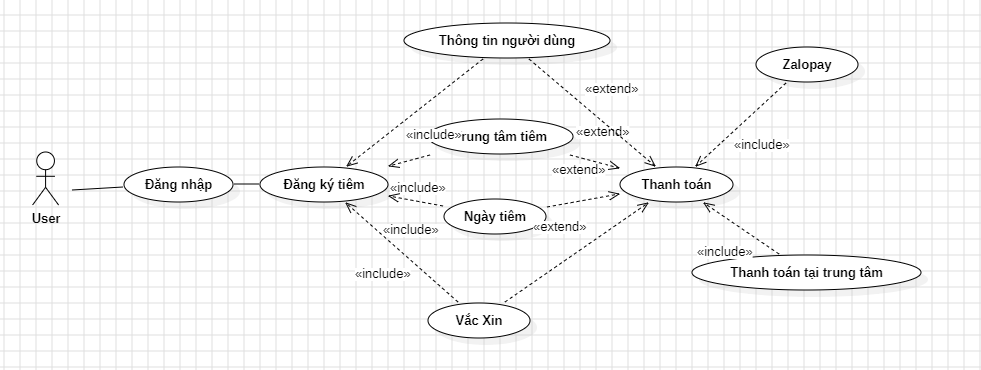 Thông tin người dùng
Zalopay
«extend»
«include»
rung tâm tiêm
«extend»
«include»
«extend»
User
Đăng nhập
Đăng ký tiêm
«include»
Thanh toán
Ngày tiêm
«include»
«extend»
«include»
«include»
Thanh toán tại trung tâm
Vắc Xin